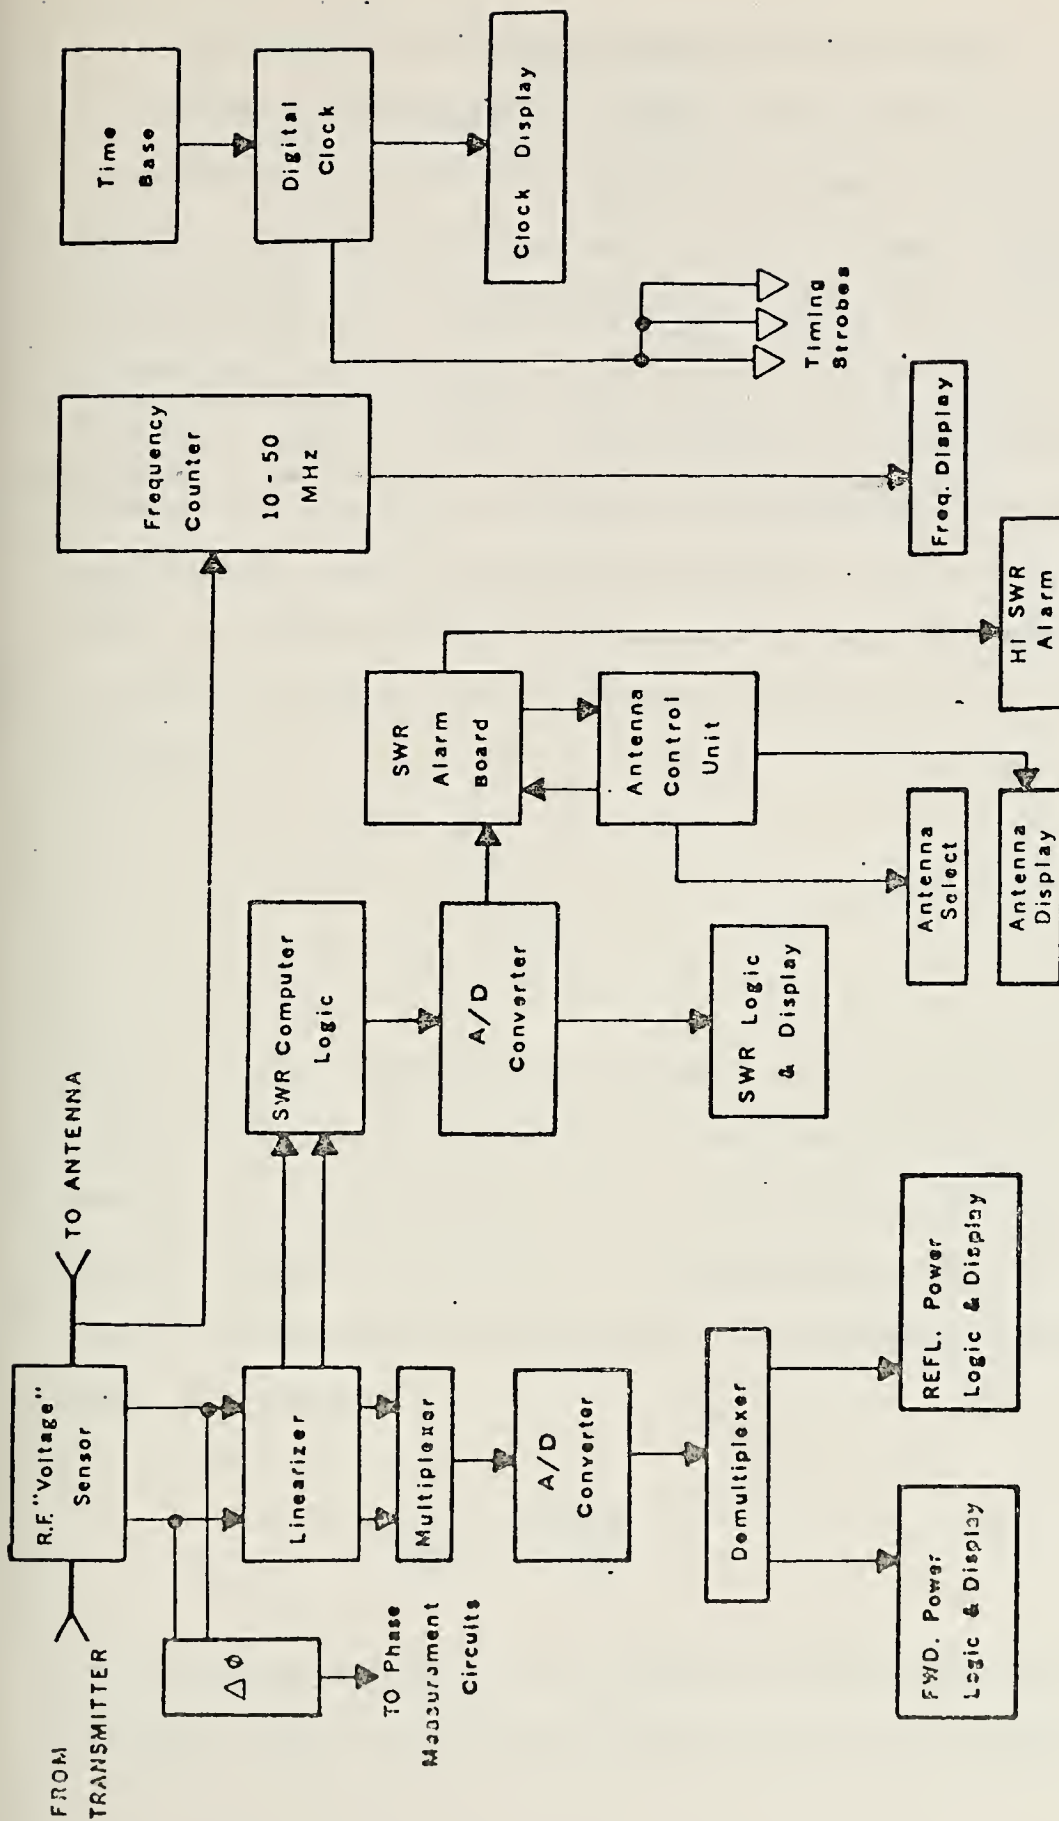 FROM
TRANSMITTER
R.F. "Voltage"
Sensor
TO ANTENNA
Δ Φ
TO Phase
Measurement
Circuits
Linearizer
Multiplexer
A/D
Converter
Demultiplexer
FWD. Power
Logic & Display
REFL. Power
Logic & Display
SWR Computer
Logic
A/D
Converter
SWR Logic
& Display
SWR
Alarm
Board
Antenna
Control
Unit
Antenna
Select
Antenna
Display
HI SWR
Alarm
Frequency
Counter
10 - 50
MHz
Freq. Display
Time
Base
Digital
Clock
Clock Display
Timing
Strobes